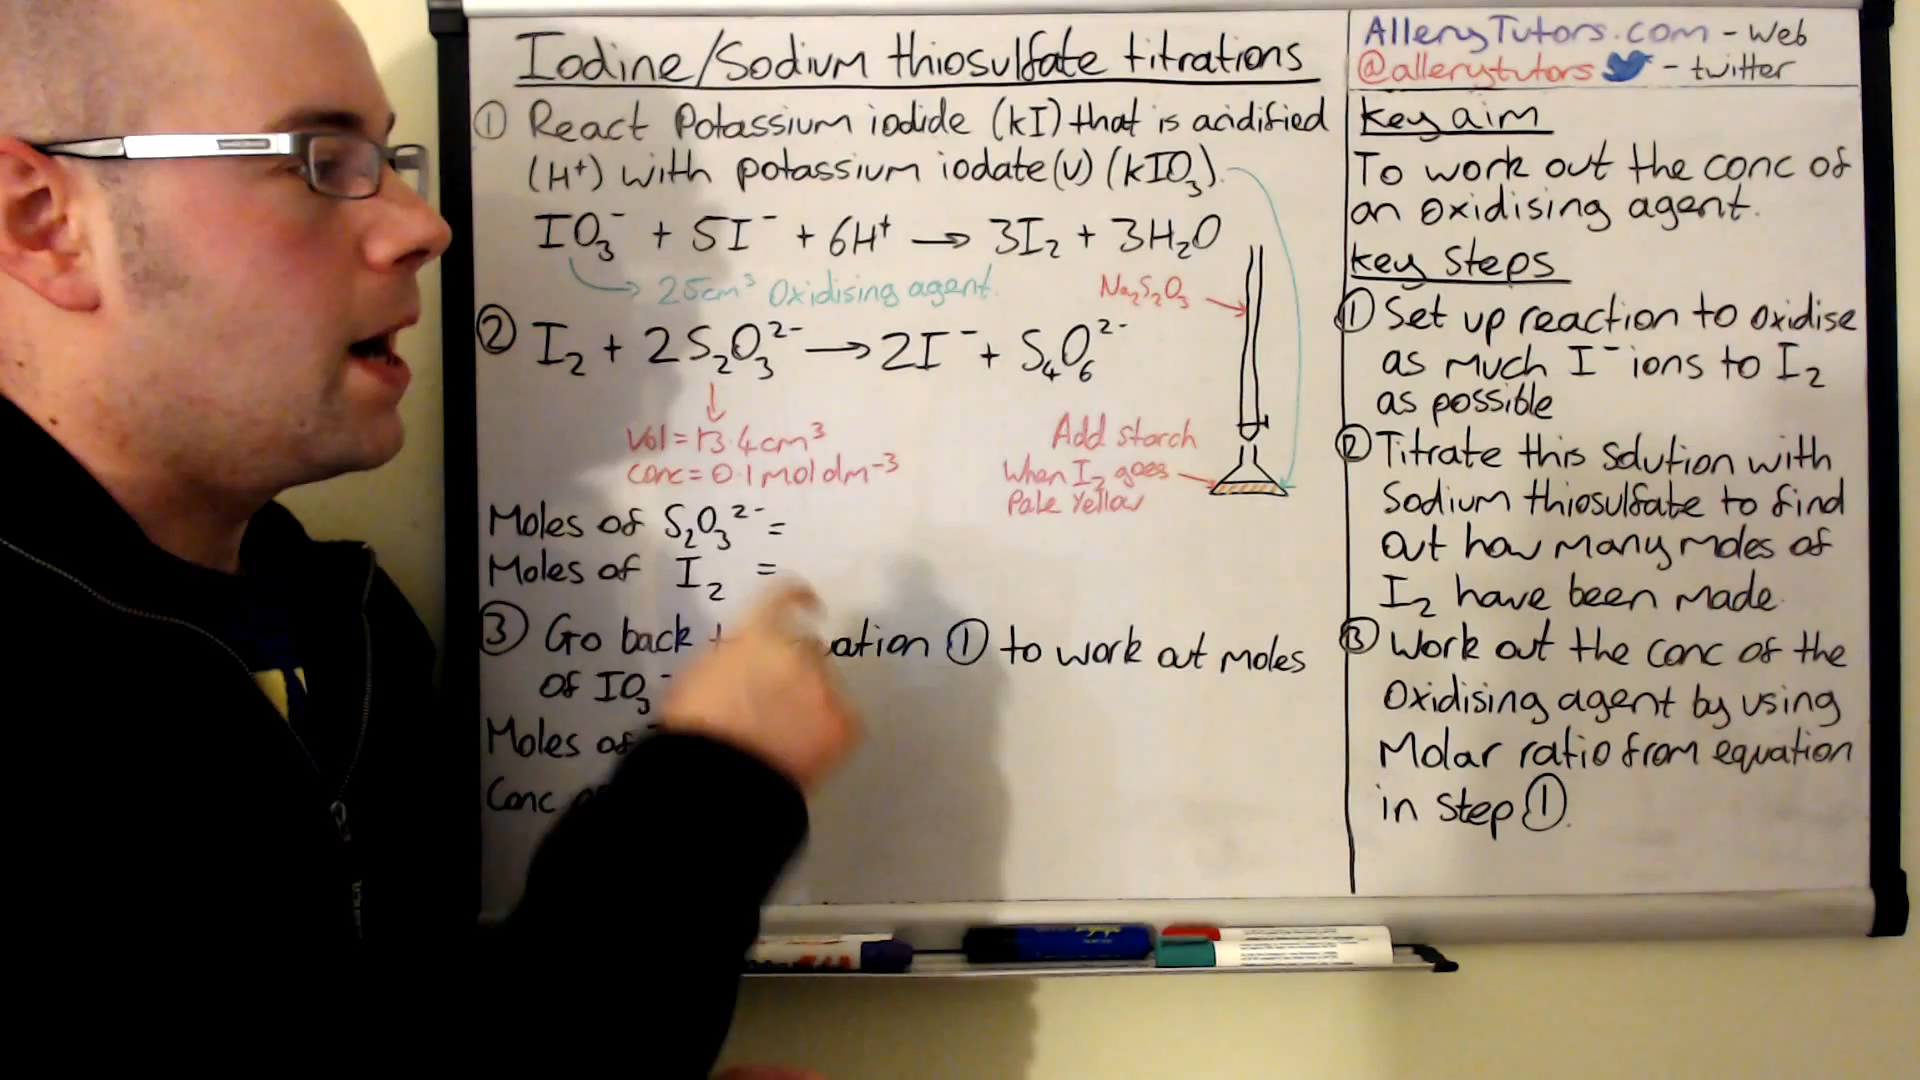 Iodine/Sodium thiosulfate titrations
① React Potassium iodide (kI) that is acidified
(H⁺) with potassium iodate(v) (kIO₃).
IO₃⁻ + 5I⁻ + 6H⁺ → 3I₂ + 3H₂O
25cm³ Oxidising agent.
Na₂S₂O₃
② I₂ + 2S₂O₃²⁻ → 2I⁻ + S₄O₆²⁻
Vol = 13.4cm³
Conc = 0.1moldm⁻³
Add starch
when I₂ goes
Pale Yellow
Moles of S₂O₃²⁻ =
Moles of I₂ =
③ Go back ① to work out moles
of IO₃⁻
Moles of
Conc
AlleryTutors.com - Web
@allerytutors - twitter
Key aim
To work out the conc of
an oxidising agent.
Key Steps
① Set up reaction to oxidise
as much I⁻ ions to I₂
as possible
② Titrate this solution with
Sodium thiosulfate to find
out how many moles of
I₂ have been made
③ Work out the conc of the
Oxidising agent by using
Molar ratio from equation
in step ①.